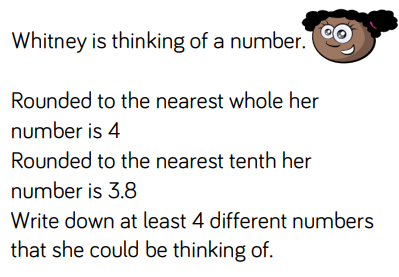 Whitney is thinking of a number.
Rounded to the nearest whole her
number is 4
Rounded to the nearest tenth her
number is 3.8
Write down at least 4 different numbers
that she could be thinking of.